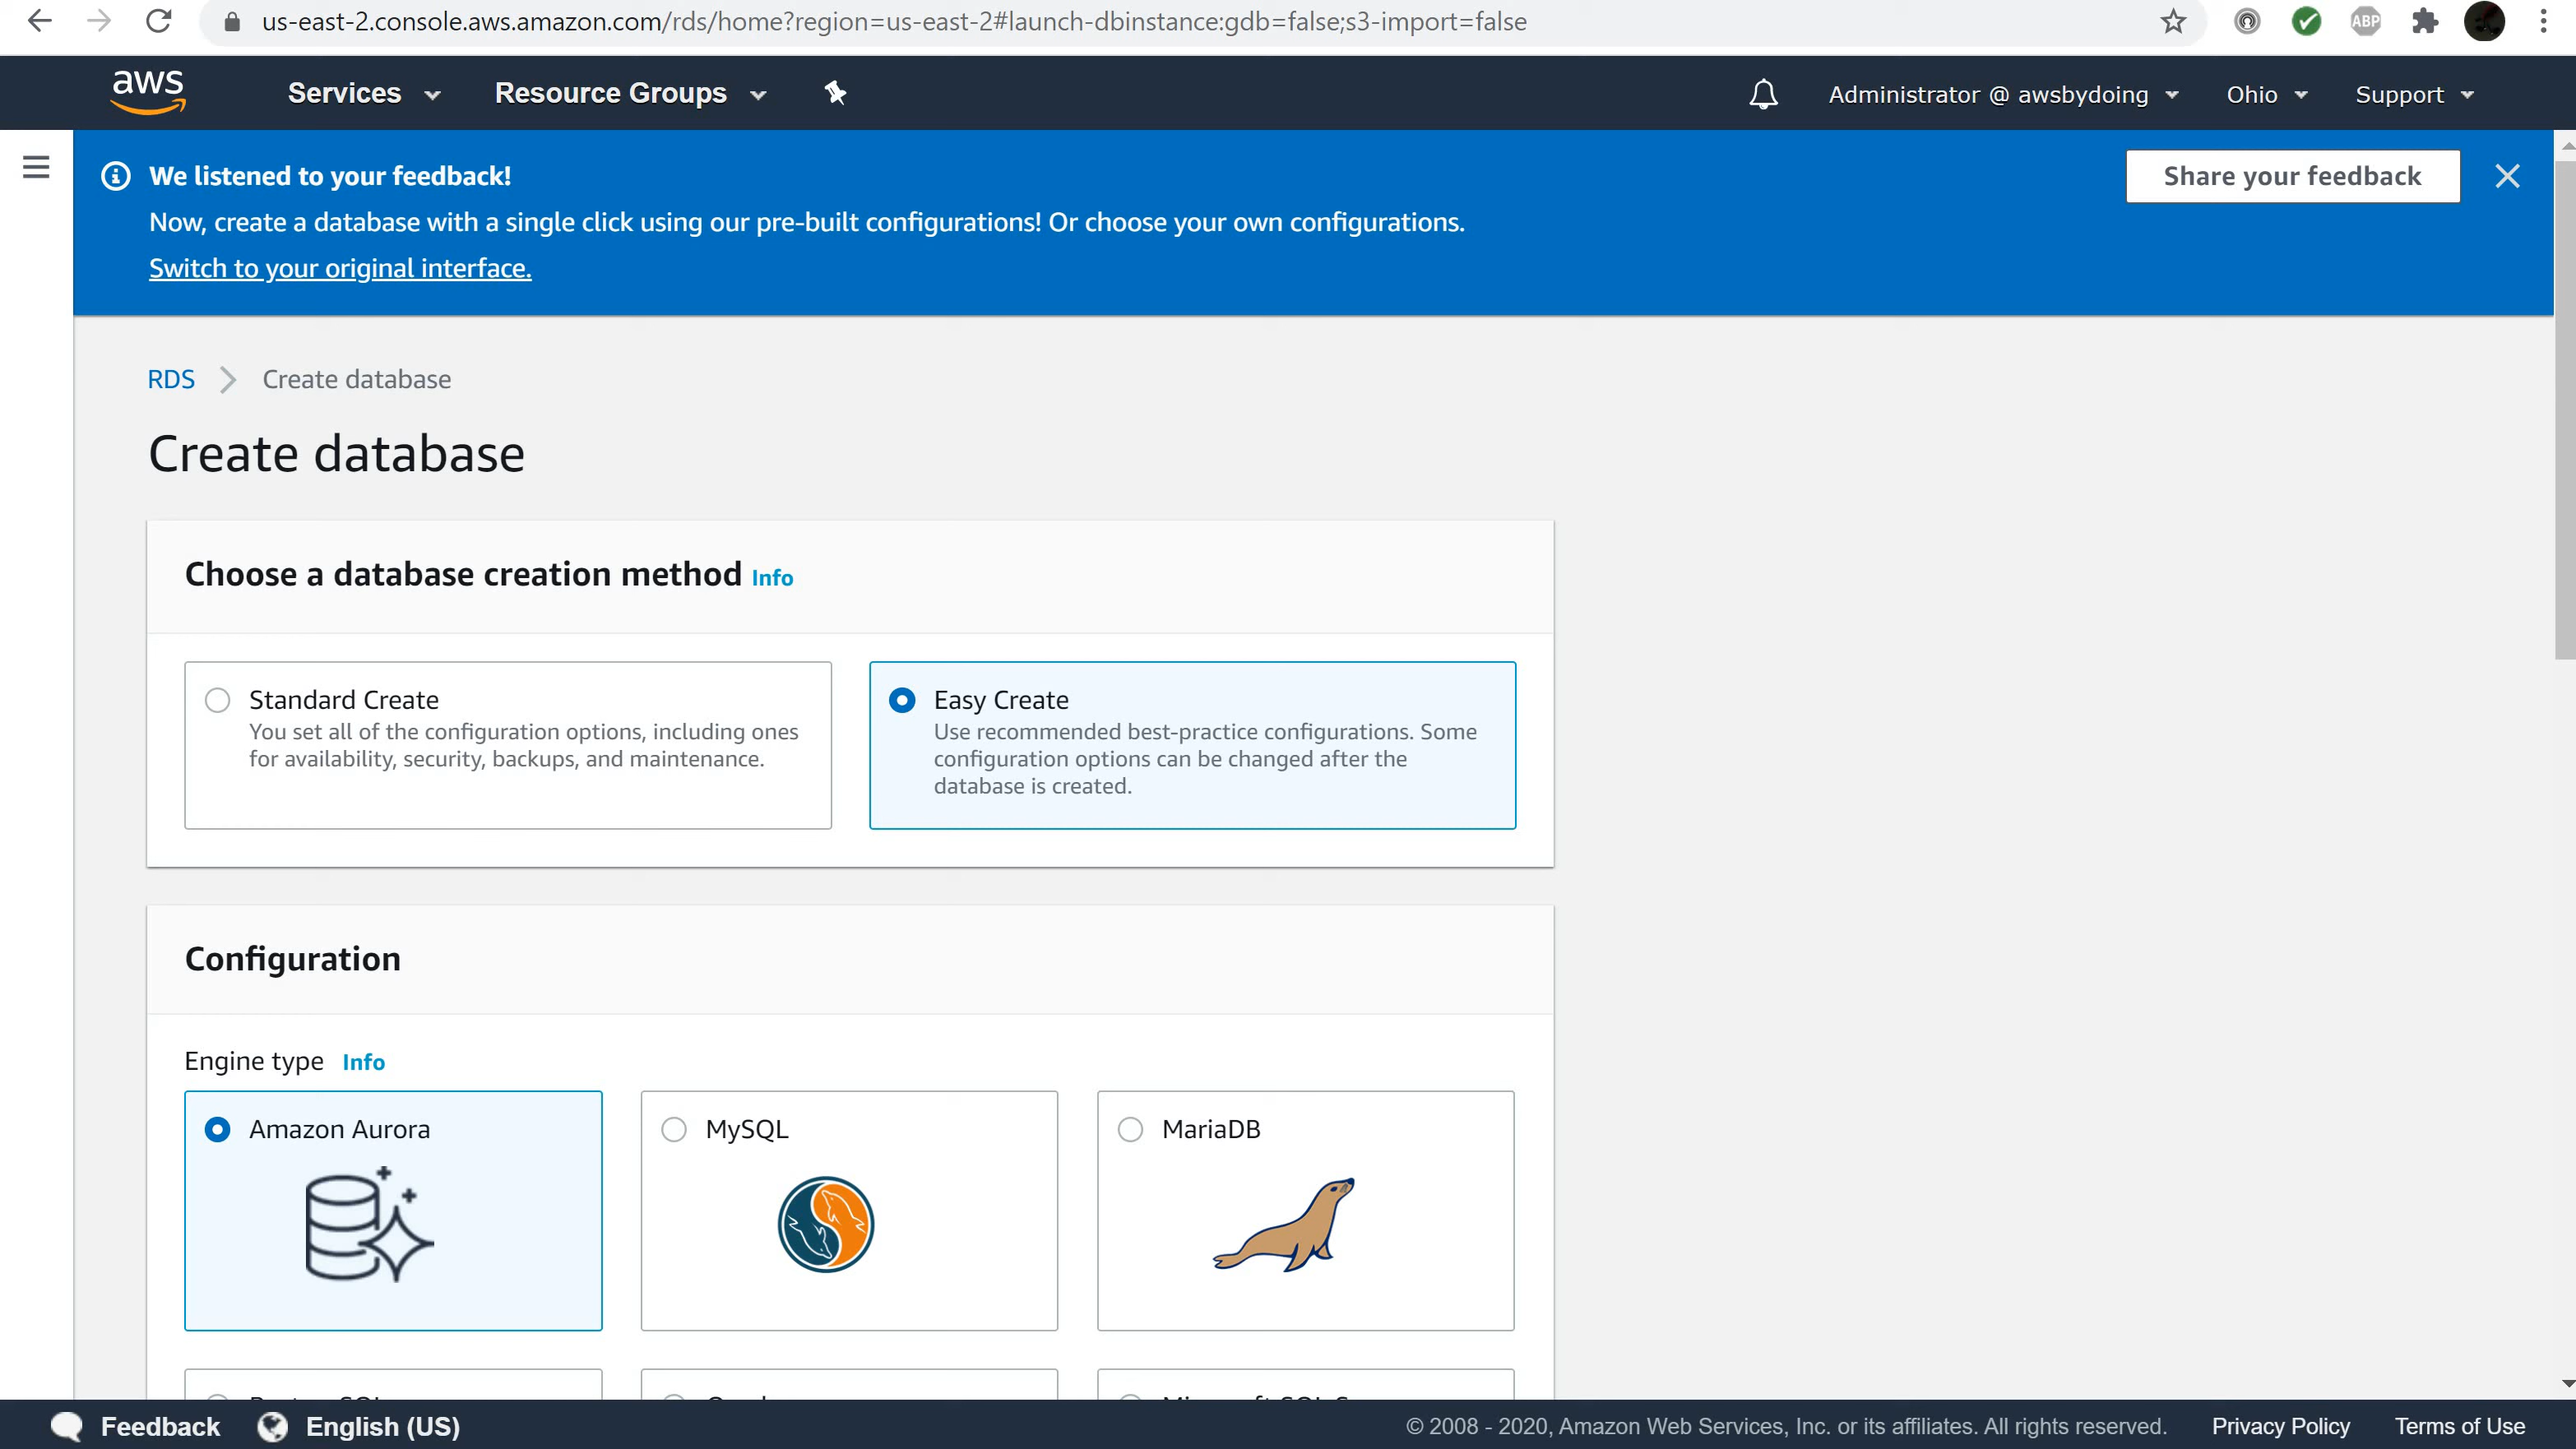 us-east-2.console.aws.amazon.com/rds/home?region=us-east-2#launch-dbinstance:gdb=false;s3-import=false
ABP
aws
Services
Resource Groups
Administrator @ awsbydoing
Ohio
Support
We listened to your feedback!
Share your feedback
Now, create a database with a single click using our pre-built configurations! Or choose your own configurations.
Switch to your original interface.
RDS
Create database
Create database
Choose a database creation method Info
Standard Create
You set all of the configuration options, including ones
for availability, security, backups, and maintenance.
Easy Create
Use recommended best-practice configurations. Some
configuration options can be changed after the
database is created.
Configuration
Engine type Info
Amazon Aurora
MySQL
MariaDB
Feedback
English (US)
© 2008 - 2020, Amazon Web Services, Inc. or its affiliates. All rights reserved.
Privacy Policy
Terms of Use